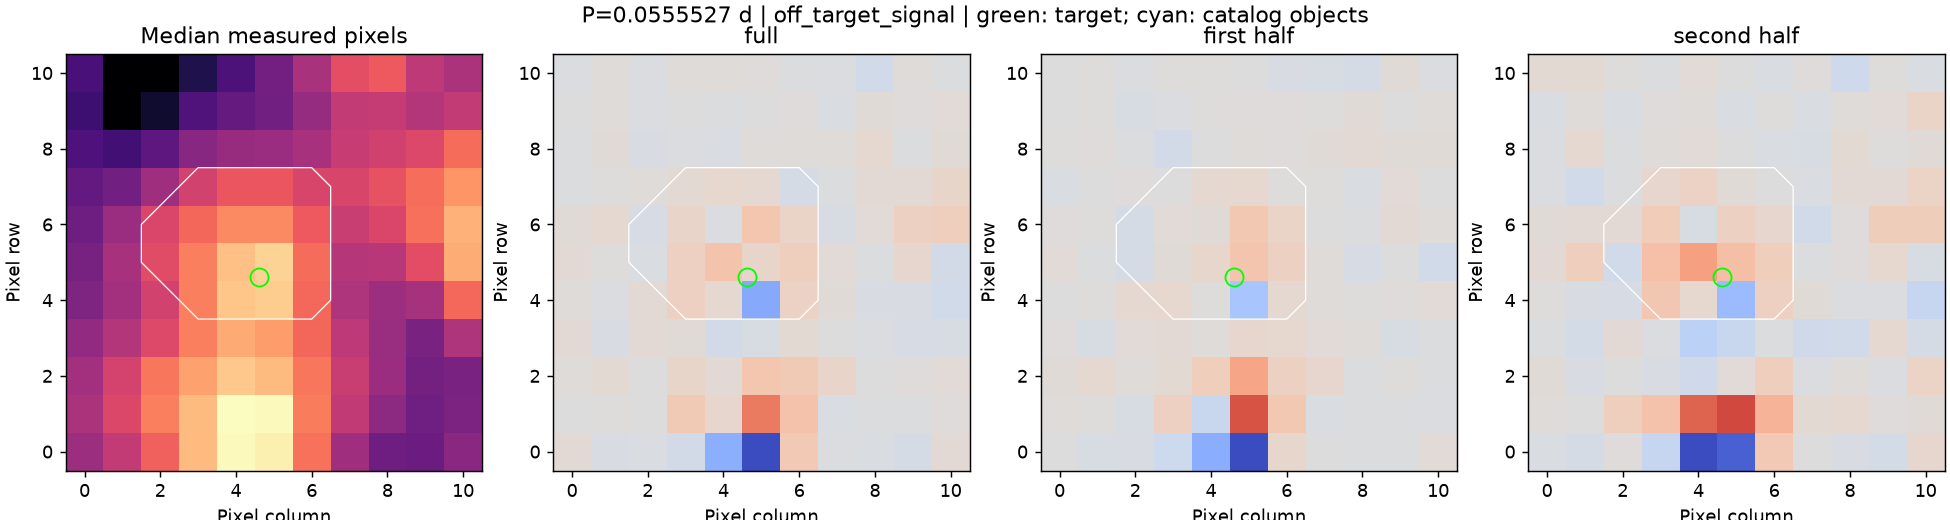 P=0.0555527 d | off_target_signal | green: target; cyan: catalog objects
Median measured pixels
full
first half
second half
Pixel row
10
8
6
4
2
0
0 2 4 6 8 10
Pixel column
Pixel row
10
8
6
4
2
0
0 2 4 6 8 10
Pixel column
Pixel row
10
8
6
4
2
0
0 2 4 6 8 10
Pixel column
Pixel row
10
8
6
4
2
0
0 2 4 6 8 10
Pixel column